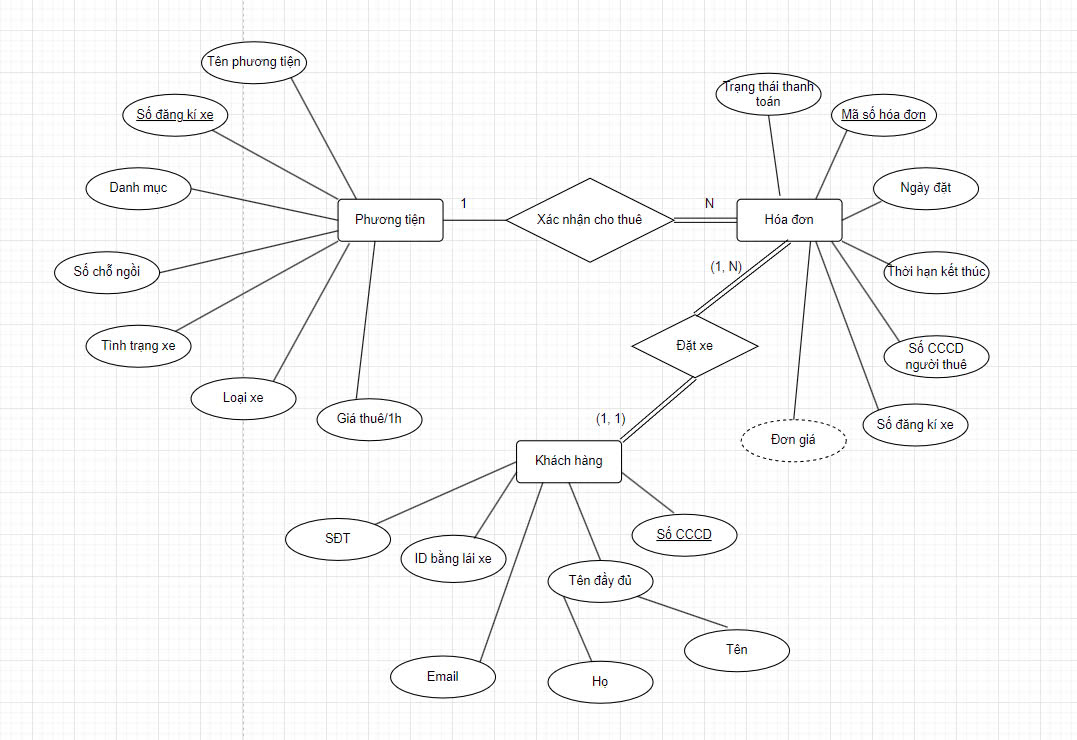 Tên phương tiện
Số đăng kí xe
Danh mục
Số chỗ ngồi
Tình trạng xe
Loại xe
Giá thuê/1h
Phương tiện
1
Xác nhận cho thuê
N
Hóa đơn
Trạng thái thanh
toán
Mã số hóa đơn
Ngày đặt
Thời hạn kết thúc
Số CCCD
người thuê
Số đăng kí xe
Đơn giá
(1, N)
Đặt xe
(1, 1)
Khách hàng
SĐT
ID bằng lái xe
Email
Tên đầy đủ
Số CCCD
Họ
Tên